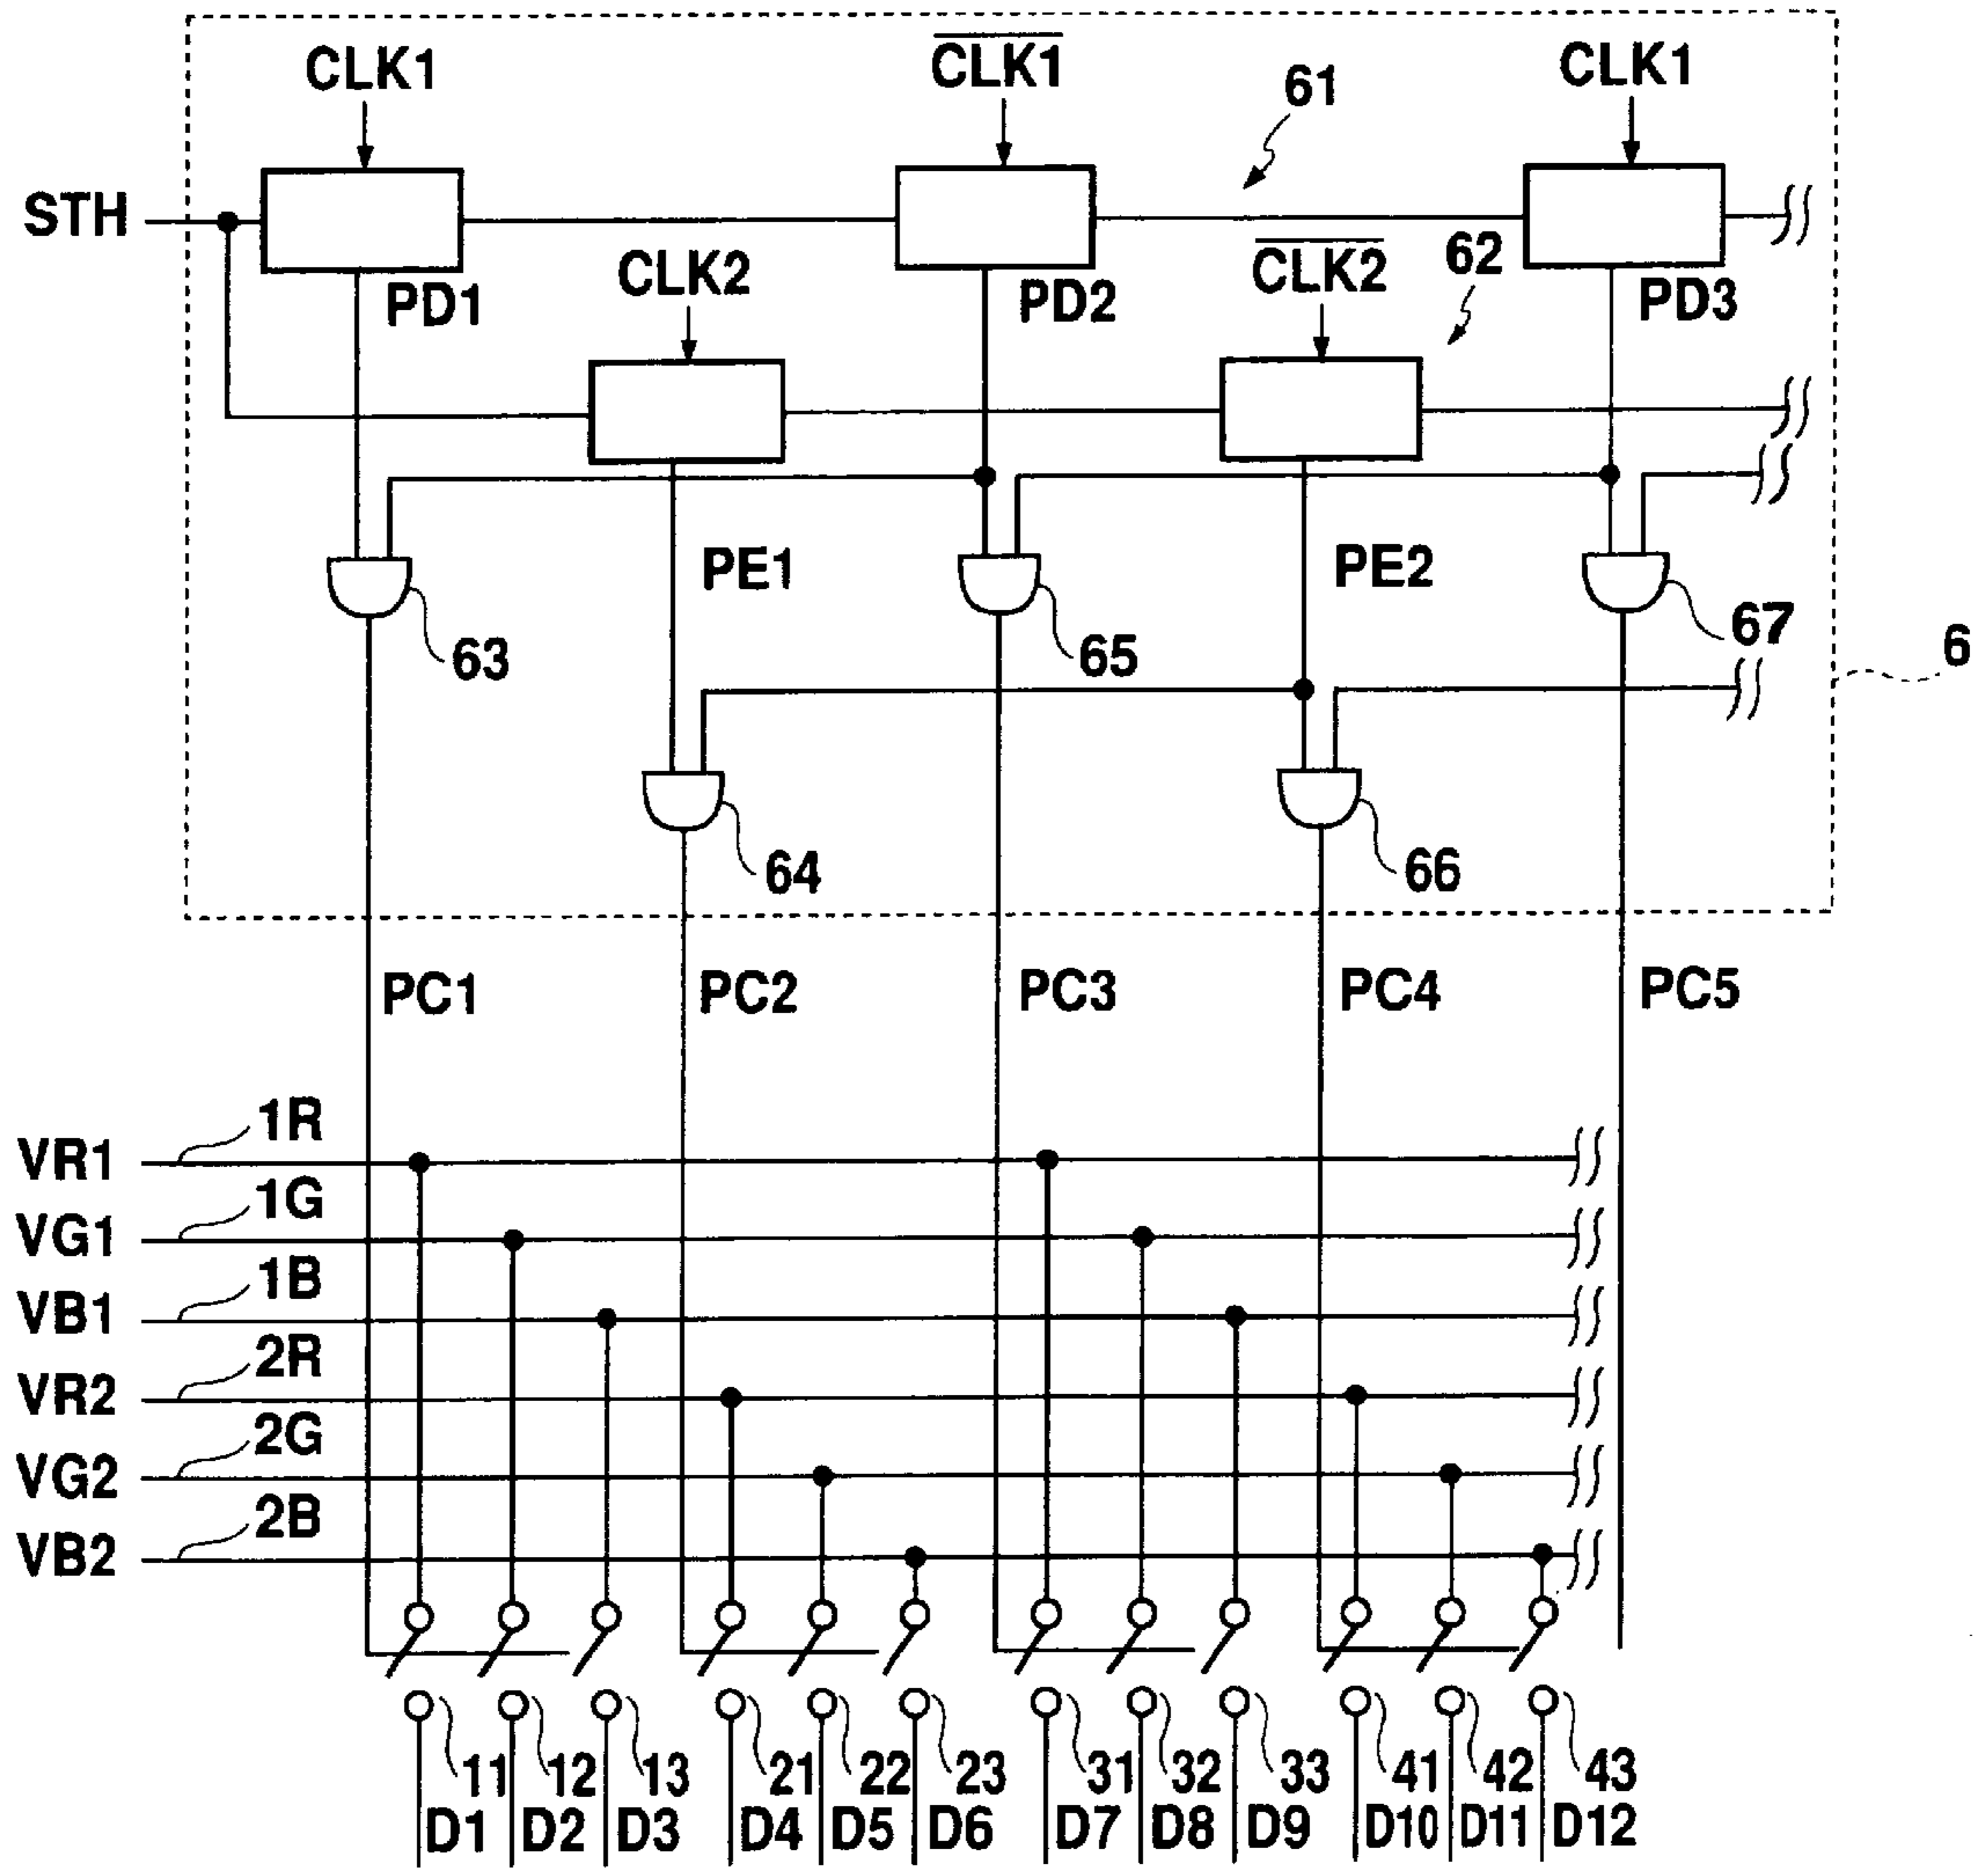 CLK1 C̅L̅K̅1̅ CLK1
61
STH
PD1 CLK2 PD2 C̅L̅K̅2̅ 62 PD3
PE1 PE2
63 65 67
6
64 66
PC1 PC2 PC3 PC4 PC5
VR1 1R
VG1 1G
VB1 1B
VR2 2R
VG2 2G
VB2 2B
11 12 13 21 22 23 31 32 33 41 42 43
D1 D2 D3 D4 D5 D6 D7 D8 D9 D10 D11 D12